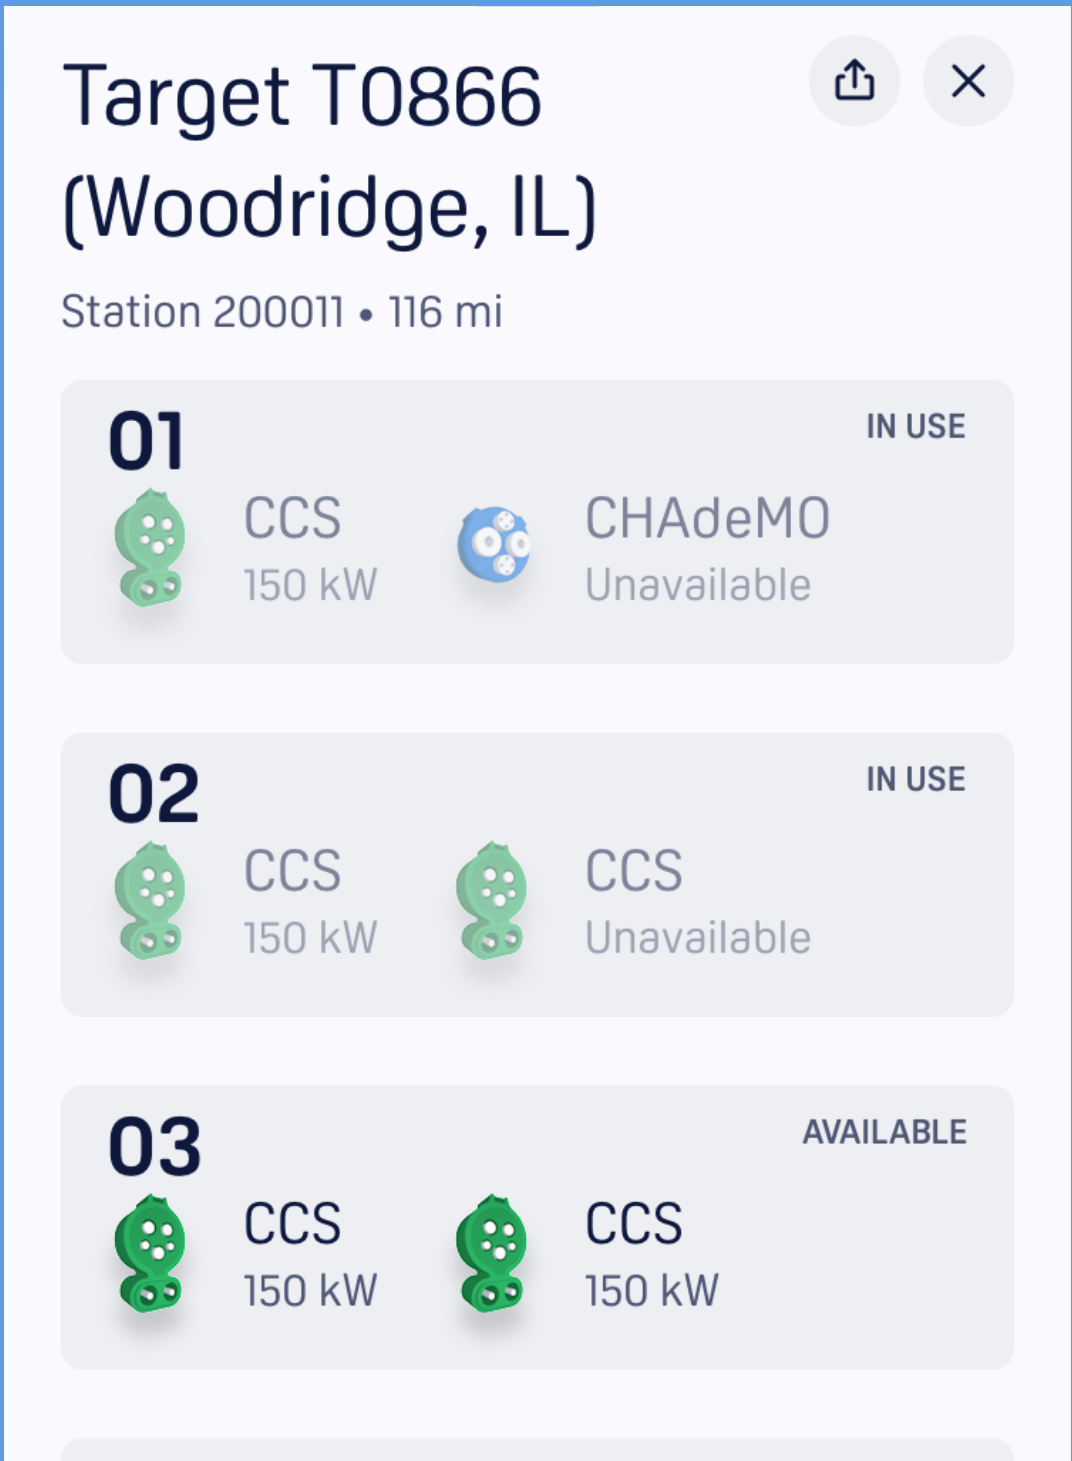 Target T0866
(Woodridge, IL)
Station 200011 • 116 mi
01
IN USE
CCS
150 kW
CHAdeMO
Unavailable
02
IN USE
CCS
150 kW
CCS
Unavailable
03
AVAILABLE
CCS
150 kW
CCS
150 kW